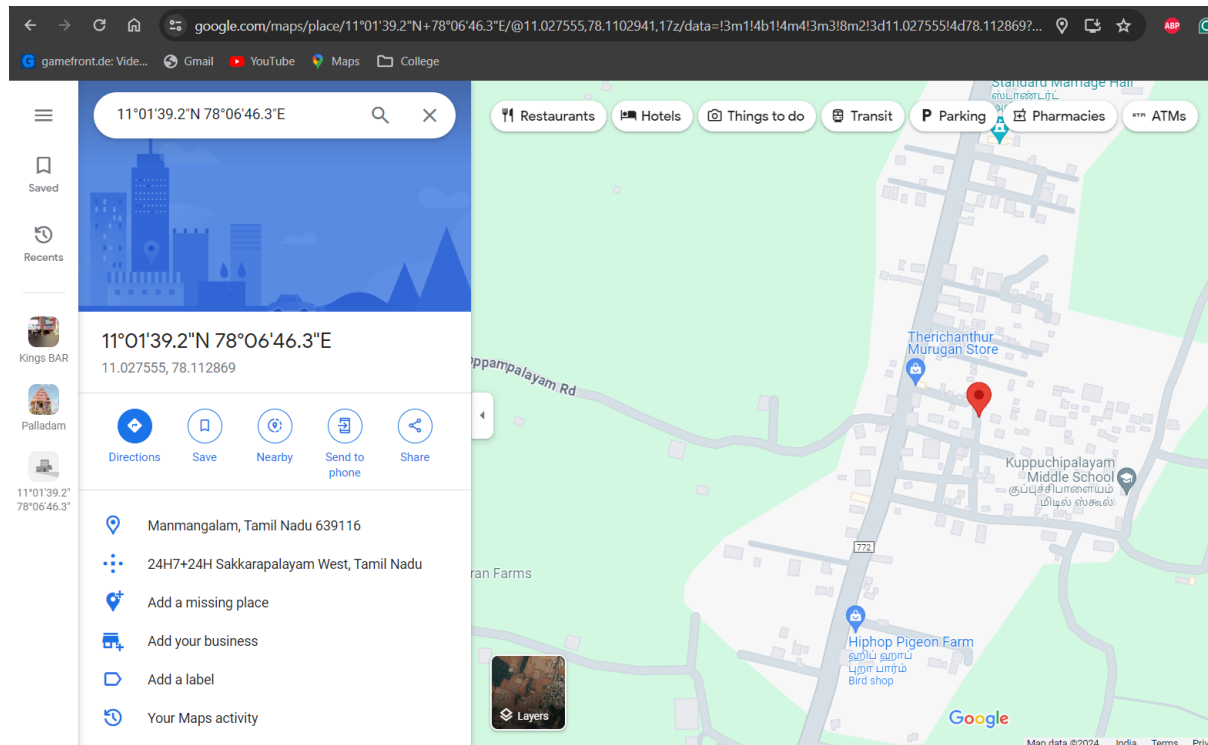 google.com/maps/place/11°01'39.2"N+78°06'46.3"E/@11.027555,78.1102941,17z/data=!3m1!4b1!4m4!3m3!8m2!3d11.027555!4d78.112869?...
ABP
gamefront.de: Vide...
Gmail
YouTube
Maps
College
11°01'39.2"N 78°06'46.3"E
Saved
Recents
Kings BAR
Palladam
11°01'39.2"
78°06'46.3"
11°01'39.2"N 78°06'46.3"E
11.027555, 78.112869
Directions
Save
Nearby
Send to
phone
Share
Manmangalam, Tamil Nadu 639116
24H7+24H Sakkarapalayam West, Tamil Nadu
Add a missing place
Add your business
Add a label
Your Maps activity
Restaurants
Hotels
Things to do
Transit
P Parking
Pharmacies
ATM ATMs
Standard Marriage Hall
ஸ்டாண்டர்ட்
Therichanthur
Murugan Store
oppampalayam Rd
Kuppuchipalayam
Middle School
குப்புச்சிபாளையம்
மிடில் ஸ்கூல்
772
ran Farms
Hiphop Pigeon Farm
ஹிப் ஹாப்
புறா பார்ம்
Bird shop
Layers
Google
Map data ©2024 India Terms Priv